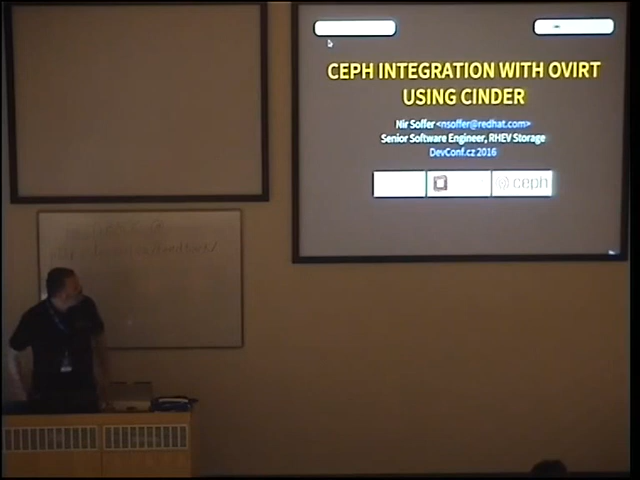 CEPH INTEGRATION WITH OVIRT
USING CINDER
Nir Soffer <nsoffer@redhat.com>
Senior Software Engineer, RHEV Storage
DevConf.cz 2016
ceph